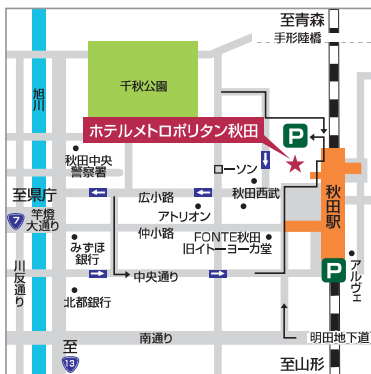 至青森
手形陸橋
千秋公園
旭川
P
ホテルメトロポリタン秋田
秋田中央
警察署
ローソン
至県庁
広小路
秋田西武
秋田駅
7
竿燈
大通り
アトリオン
仲小路
みずほ
銀行
FONTE秋田
旧イトーヨーカ堂
川反通り
中央通り
P
アルヴェ
北都銀行
南通り
明田地下道
至
13
至山形